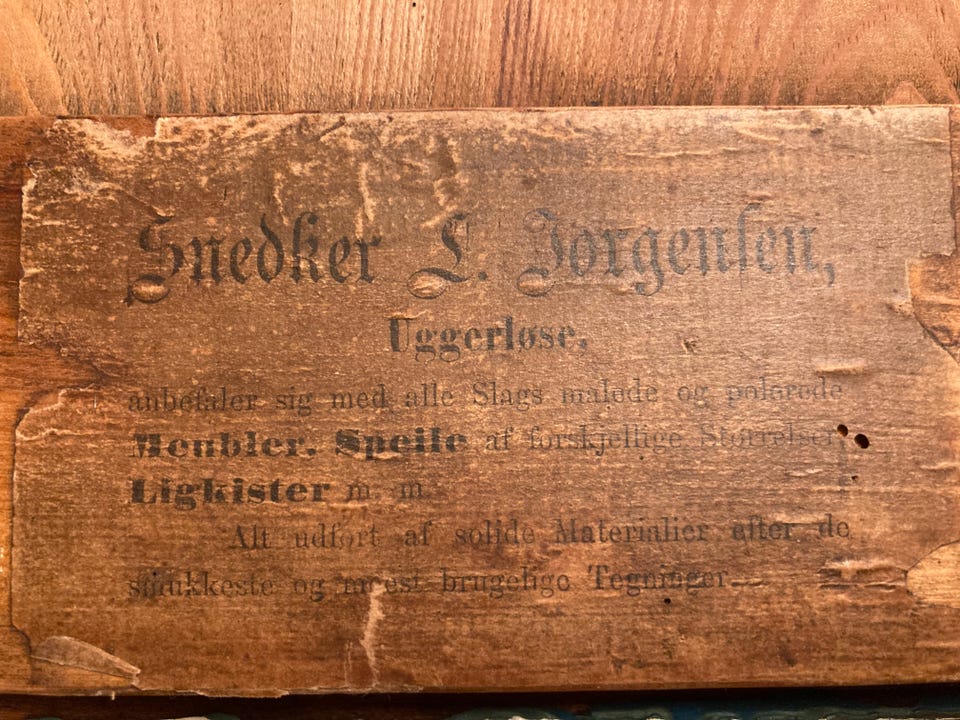 Snedker L. Jørgensen,
Uggerløse,
anbefaler sig med alle Slags malede og polerede
Meubler, Speile af forskjellige Størrelser,
Ligkister m. m.
Alt udført af solide Materialier efter de
smukkeste og meest brugelige Tegninger.